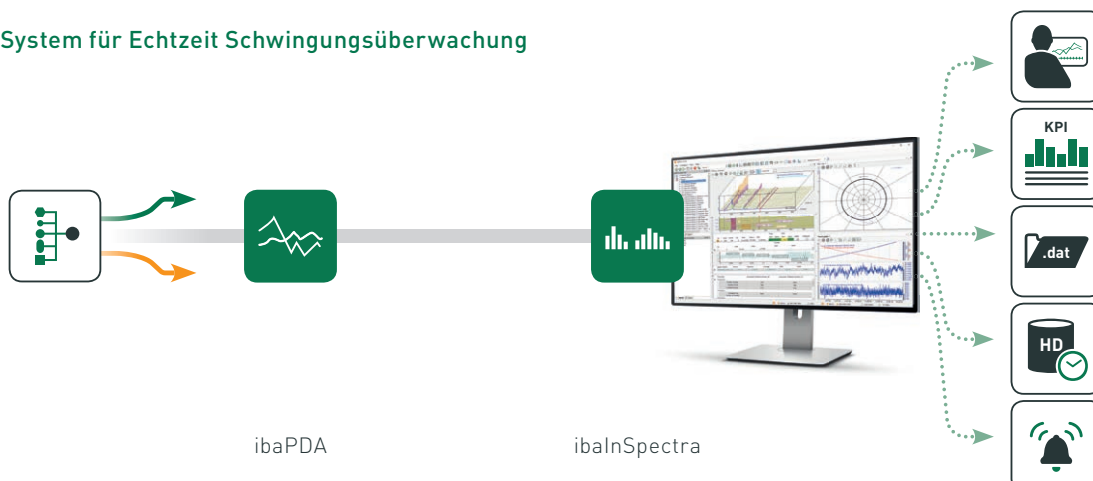 System für Echtzeit Schwingungsüberwachung
KPI
.dat
HD
ibaPDA
ibaInSpectra